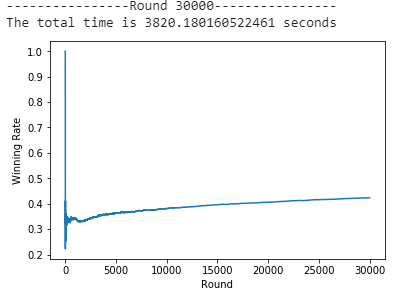 ----------------Round 30000----------------
The total time is 3820.180160522461 seconds
1.0
0.9
0.8
0.7
0.6
0.5
0.4
0.3
0.2
Winning Rate
0 5000 10000 15000 20000 25000 30000
Round